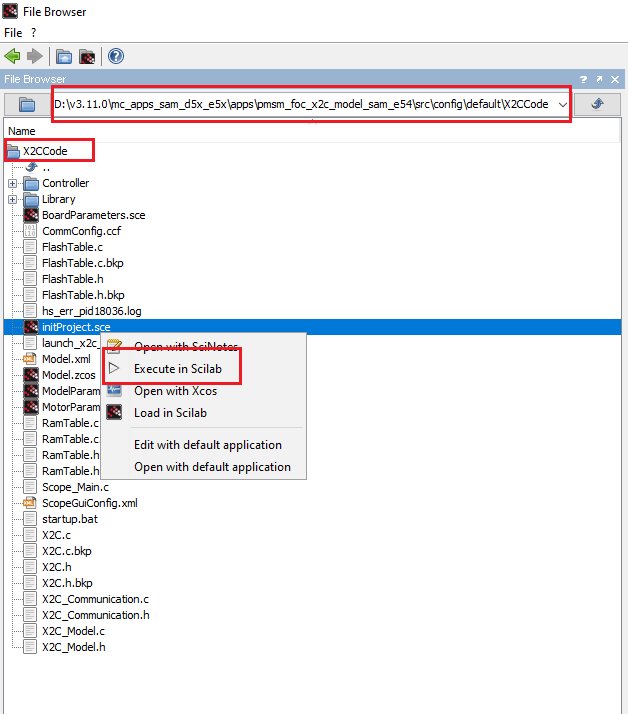 File Browser
File ?
File Browser ? ↗ ×
D:\v3.11.0\mc_apps_sam_d5x_e5x\apps\pmsm_foc_x2c_model_sam_e54\src\config\default\X2CCode
Name
X2CCode
..
Controller
Library
BoardParameters.sce
CommConfig.ccf
FlashTable.c
FlashTable.c.bkp
FlashTable.h
FlashTable.h.bkp
hs_err_pid18036.log
initProject.sce
launch_x2c_
Open with SciNotes
Model.xml
Execute in Scilab
Model.zcos
ModelParam
Open with Xcos
MotorParam
Load in Scilab
RamTable.c
RamTable.c
Edit with default application
RamTable.h
RamTable.h
Open with default application
Scope_Main.c
ScopeGuiConfig.xml
startup.bat
X2C.c
X2C.c.bkp
X2C.h
X2C.h.bkp
X2C_Communication.c
X2C_Communication.h
X2C_Model.c
X2C_Model.h